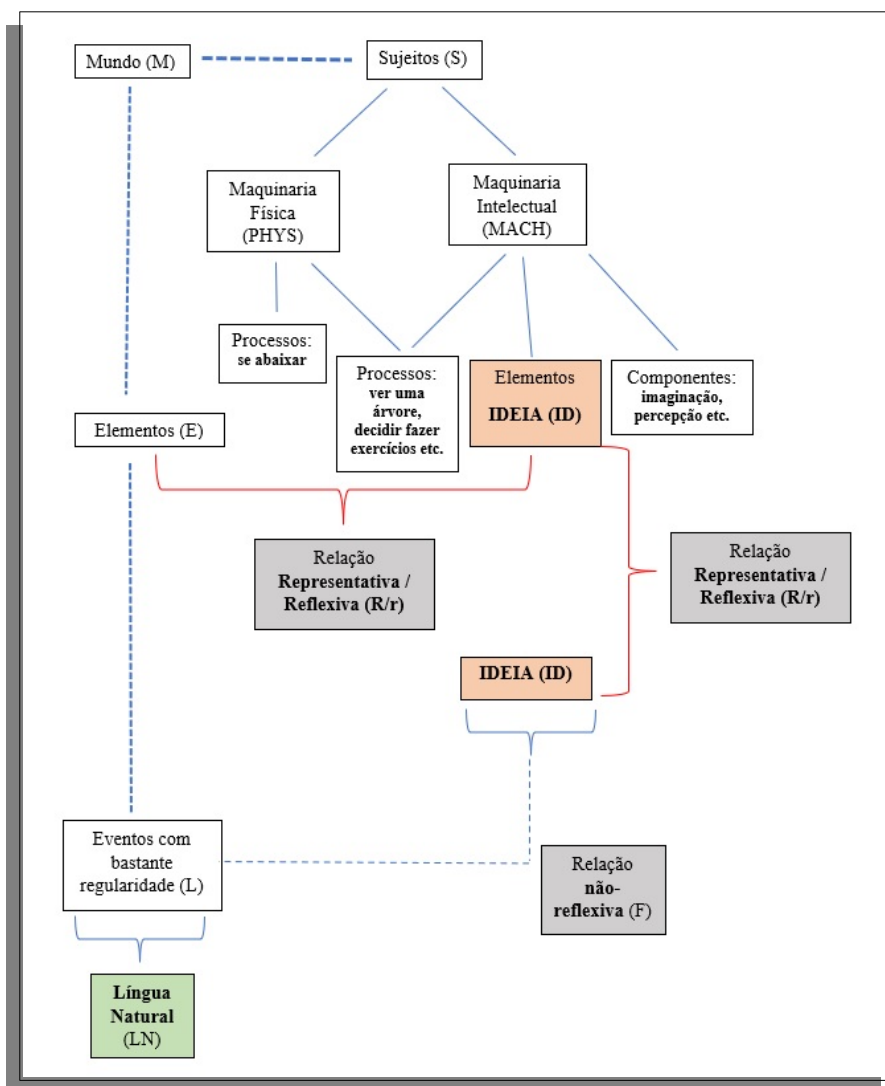 Mundo (M)
Sujeitos (S)
Maquinaria
Física
(PHYS)
Maquinaria
Intelectual
(MACH)
Processos:
se abaixar
Processos:
ver uma
árvore,
decidir fazer
exercícios etc.
Elementos
IDEIA (ID)
Componentes:
imaginação,
percepção etc.
Elementos (E)
Relação
Representativa /
Reflexiva (R/r)
Relação
Representativa /
Reflexiva (R/r)
IDEIA (ID)
Eventos com
bastante
regularidade (L)
Relação
não-
reflexiva (F)
Língua
Natural
(LN)